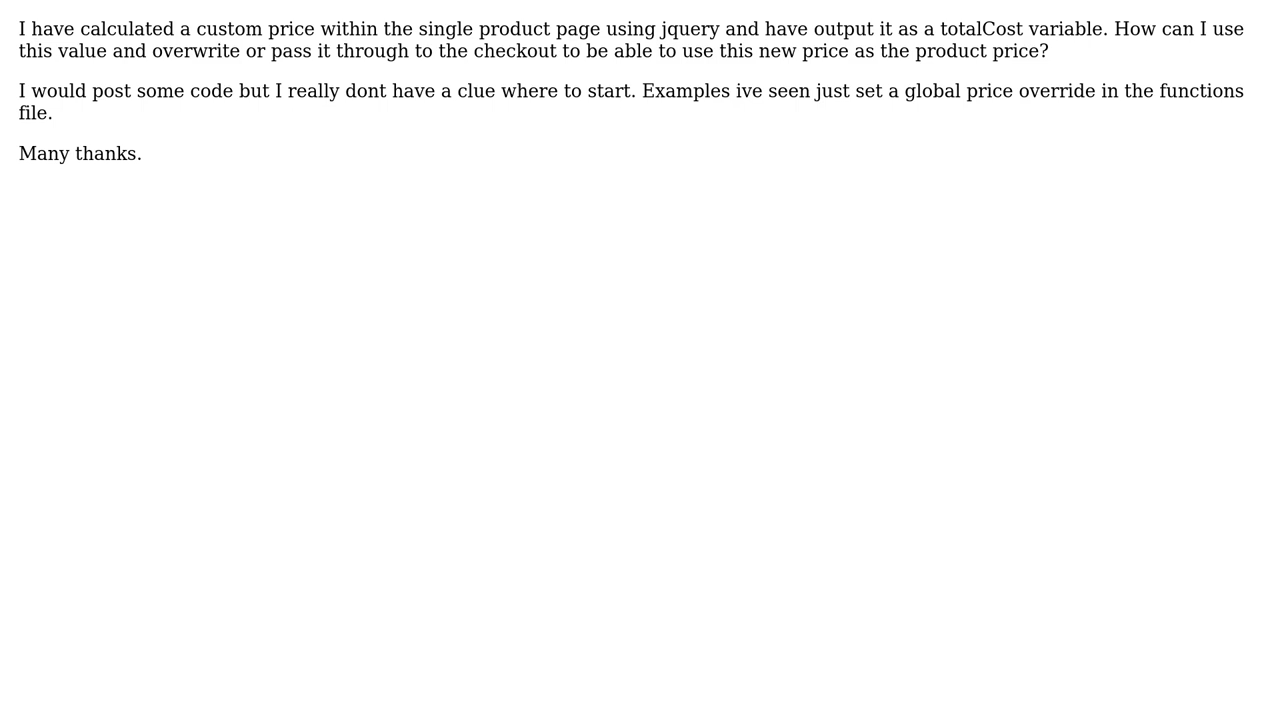 I have calculated a custom price within the single product page using jquery and have output it as a totalCost variable. How can I use
this value and overwrite or pass it through to the checkout to be able to use this new price as the product price?
I would post some code but I really dont have a clue where to start. Examples ive seen just set a global price override in the functions
file.
Many thanks.